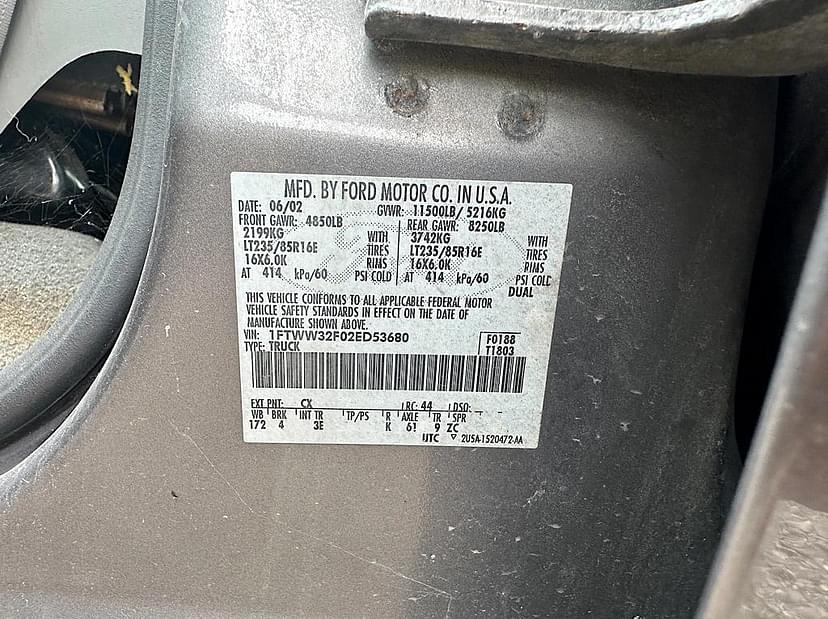 MFD. BY FORD MOTOR CO. IN U.S.A.
DATE: 06/02 GVWR: 11500LB/ 5216KG
FRONT GAWR: 4850LB REAR GAWR: 8250LB
2199KG WITH 3742KG WITH
LT235/85R16E TIRES LT235/85R16E TIRES
16X6.0K RIMS 16X6.0K RIMS
AT 414 kPa/60 PSI COLD AT 414 kPa/60 PSI COLD
DUAL
THIS VEHICLE CONFORMS TO ALL APPLICABLE FEDERAL MOTOR
VEHICLE SAFETY STANDARDS IN EFFECT ON THE DATE OF
MANUFACTURE SHOWN ABOVE.
VIN: 1FTWW32F02ED53680 F0188
TYPE: TRUCK T1803
EXT PNT: CX RC: 44 DSO:
WB BRK INT TR TP/PS R AXLE TR SPR
172 4 3E K 61 9 ZC
UTC 2USA-1520472-AA